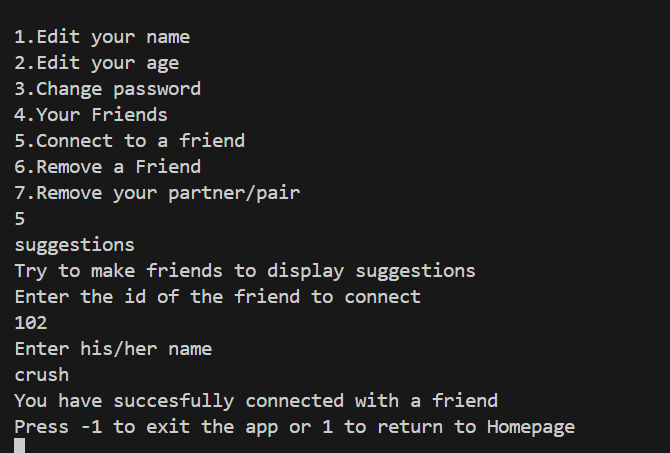 1.Edit your name
2.Edit your age
3.Change password
4.Your Friends
5.Connect to a friend
6.Remove a Friend
7.Remove your partner/pair
5
suggestions
Try to make friends to display suggestions
Enter the id of the friend to connect
102
Enter his/her name
crush
You have succesfully connected with a friend
Press -1 to exit the app or 1 to return to Homepage